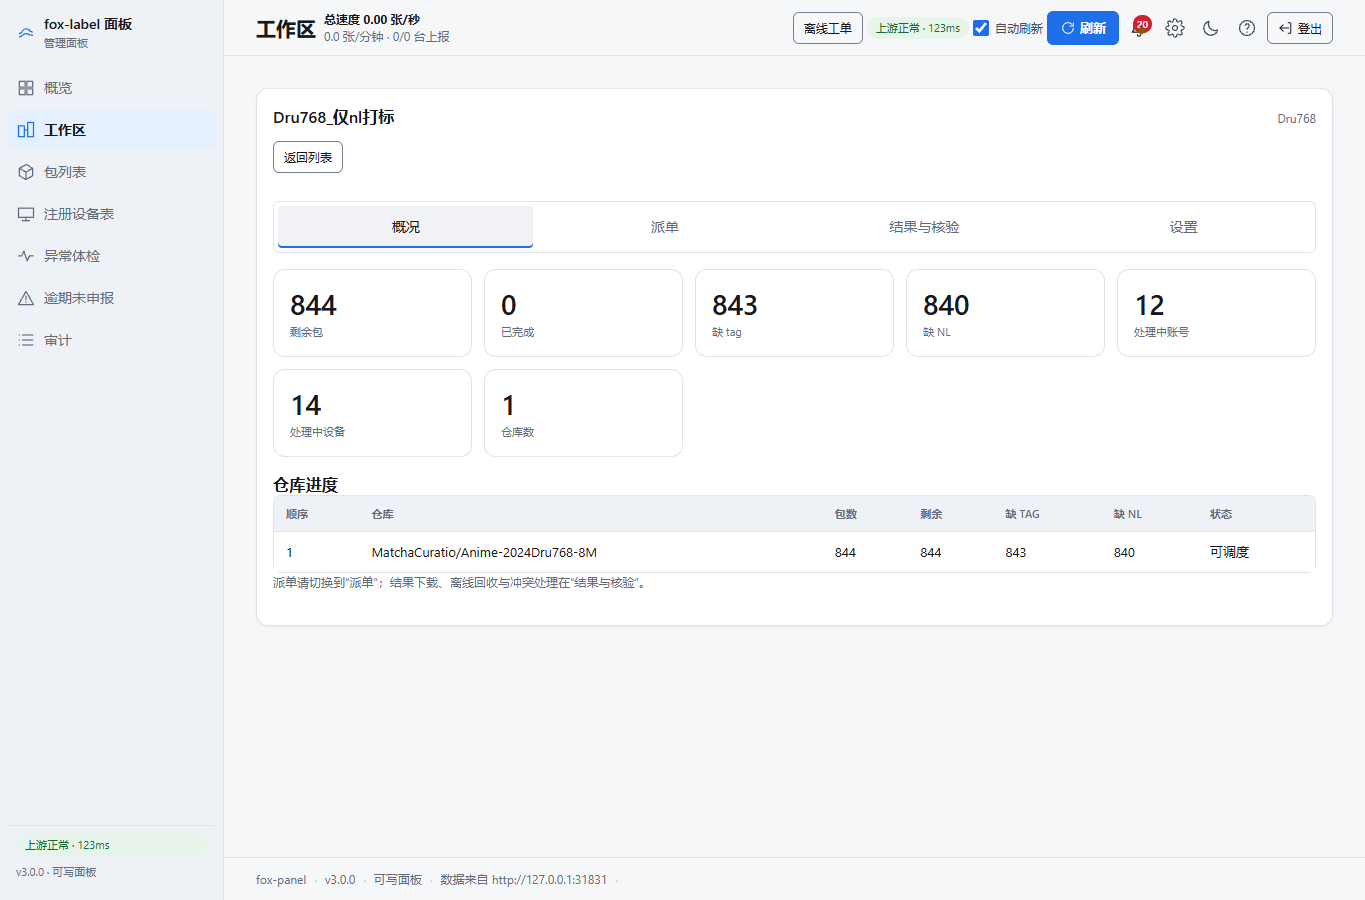 fox-label 面板
管理面板
概览
工作区
包列表
注册设备表
异常体检
逾期未申报
审计
上游正常 · 123ms
v3.0.0 · 可写面板
工作区
总速度 0.00 张/秒
0.0 张/分钟 · 0/0 台上报
离线工单
上游正常 · 123ms
自动刷新
刷新
20
登出
Dru768_仅nl打标
Dru768
返回列表
概况
派单
结果与核验
设置
844
剩余包
0
已完成
843
缺 tag
840
缺 NL
12
处理中账号
14
处理中设备
1
仓库数
仓库进度
顺序 仓库 包数 剩余 缺 TAG 缺 NL 状态
1 MatchaCuratio/Anime-2024Dru768-8M 844 844 843 840 可调度
派单请切换到“派单”；结果下载、离线回收与冲突处理在“结果与核验”。
fox-panel · v3.0.0 · 可写面板 · 数据来自 http://127.0.0.1:31831 ·